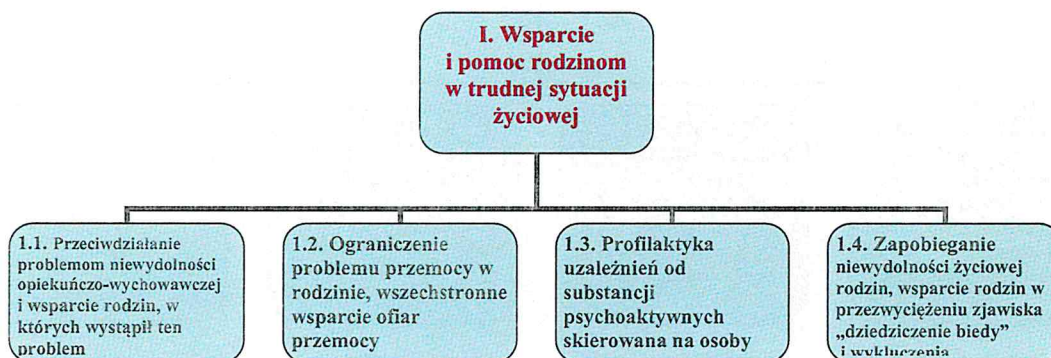 I. Wsparcie
i pomoc rodzinom
w trudnej sytuacji
życiowej
1.1. Przeciwdziałanie
problemom niewydolności
opiekuńczo-wychowawczej
i wsparcie rodzin, w
których wystąpił ten
problem
1.2. Ograniczenie
problemu przemocy w
rodzinie, wszechstronne
wsparcie ofiar
przemocy
1.3. Profilaktyka
uzależnień od
substancji
psychoaktywnych
skierowana na osoby
1.4. Zapobieganie
niewydolności życiowej
rodzin, wsparcie rodzin w
przezwyciężeniu zjawiska
„dziedziczenie biedy”
i wykluczenia